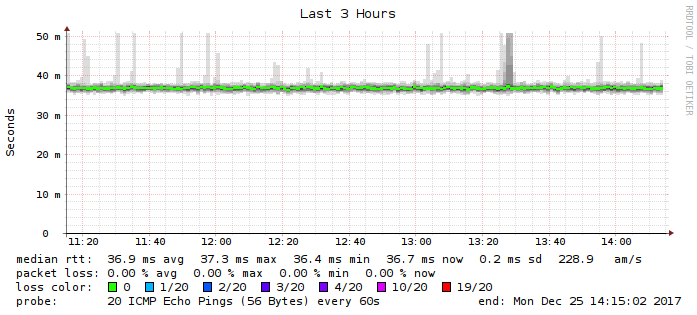 Last 3 Hours
RRDTOOL / TOBI OETIKER
Seconds
50 m
40 m
30 m
20 m
10 m
0
11:20 11:40 12:00 12:20 12:40 13:00 13:20 13:40 14:00
median rtt: 36.9 ms avg 37.3 ms max 36.4 ms min 36.7 ms now 0.2 ms sd 228.9 am/s
packet loss: 0.00 % avg 0.00 % max 0.00 % min 0.00 % now
loss color: 0 1/20 2/20 3/20 4/20 10/20 19/20
probe: 20 ICMP Echo Pings (56 Bytes) every 60s end: Mon Dec 25 14:15:02 2017